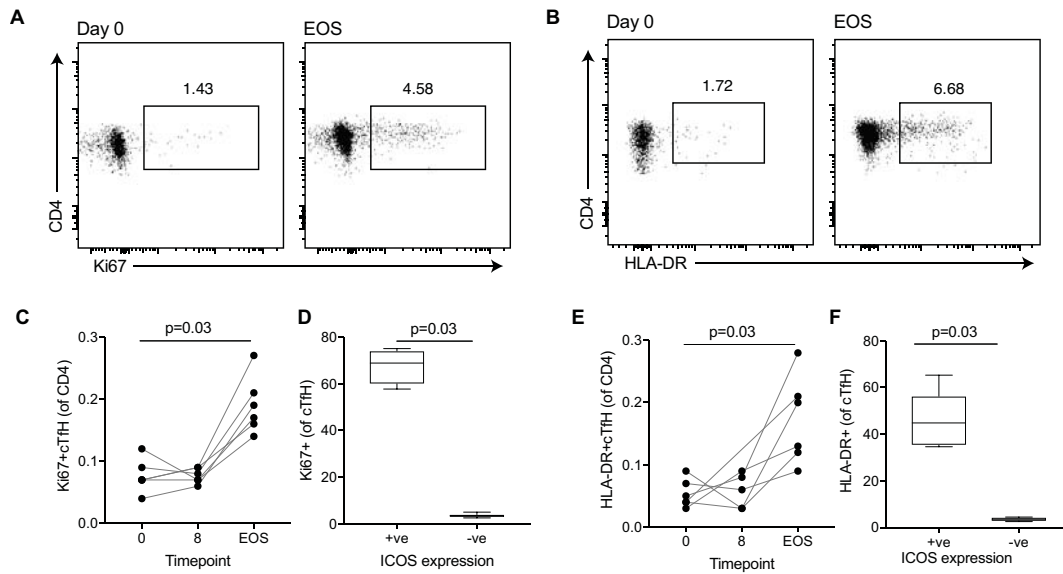 A
Day 0
EOS
1.43
4.58
CD4
Ki67
B
Day 0
EOS
1.72
6.68
CD4
HLA-DR
C
p=0.03
0.3
0.2
0.1
0.0
Ki67+cTfH (of CD4)
0
8
EOS
Timepoint
D
p=0.03
80
60
40
20
0
Ki67+ (of cTfH)
+ve
-ve
ICOS expression
E
p=0.03
0.3
0.2
0.1
0.0
HLA-DR+cTfH (of CD4)
0
8
EOS
Timepoint
F
p=0.03
80
60
40
20
0
HLA-DR+ (of cTfH)
+ve
-ve
ICOS expression